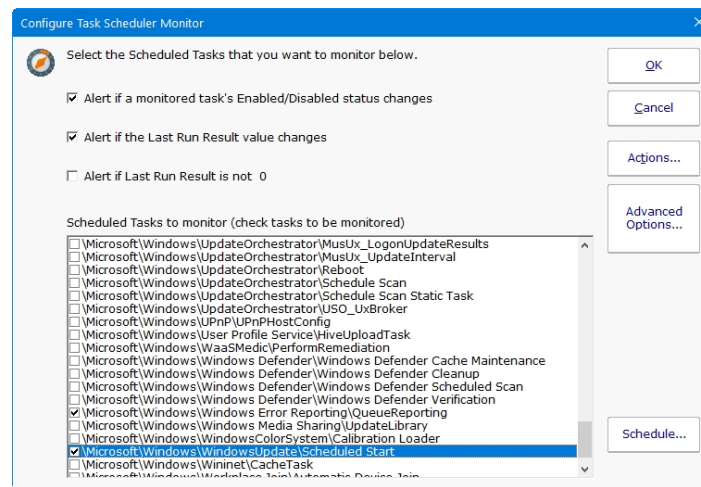 Configure Task Scheduler Monitor
Select the Scheduled Tasks that you want to monitor below.
OK
Alert if a monitored task's Enabled/Disabled status changes
Cancel
Alert if the Last Run Result value changes
Actions...
Alert if Last Run Result is not 0
Advanced
Options...
Scheduled Tasks to monitor (check tasks to be monitored)
\Microsoft\Windows\UpdateOrchestrator\MusUx_LogonUpdateResults
\Microsoft\Windows\UpdateOrchestrator\MusUx_UpdateInterval
\Microsoft\Windows\UpdateOrchestrator\Reboot
\Microsoft\Windows\UpdateOrchestrator\Schedule Scan
\Microsoft\Windows\UpdateOrchestrator\Schedule Scan Static Task
\Microsoft\Windows\UpdateOrchestrator\USO_UxBroker
\Microsoft\Windows\UPnP\UPnPHostConfig
\Microsoft\Windows\User Profile Service\HiveUploadTask
\Microsoft\Windows\WaaSMedic\PerformRemediation
\Microsoft\Windows\Windows Defender\Windows Defender Cache Maintenance
\Microsoft\Windows\Windows Defender\Windows Defender Cleanup
\Microsoft\Windows\Windows Defender\Windows Defender Scheduled Scan
\Microsoft\Windows\Windows Defender\Windows Defender Verification
\Microsoft\Windows\Windows Error Reporting\QueueReporting
\Microsoft\Windows\Windows Media Sharing\UpdateLibrary
\Microsoft\Windows\WindowsColorSystem\Calibration Loader
Schedule...
\Microsoft\Windows\WindowsUpdate\Scheduled Start
\Microsoft\Windows\Wininet\CacheTask
\Microsoft\Windows\Workplace Join\Automatic-Device-Join